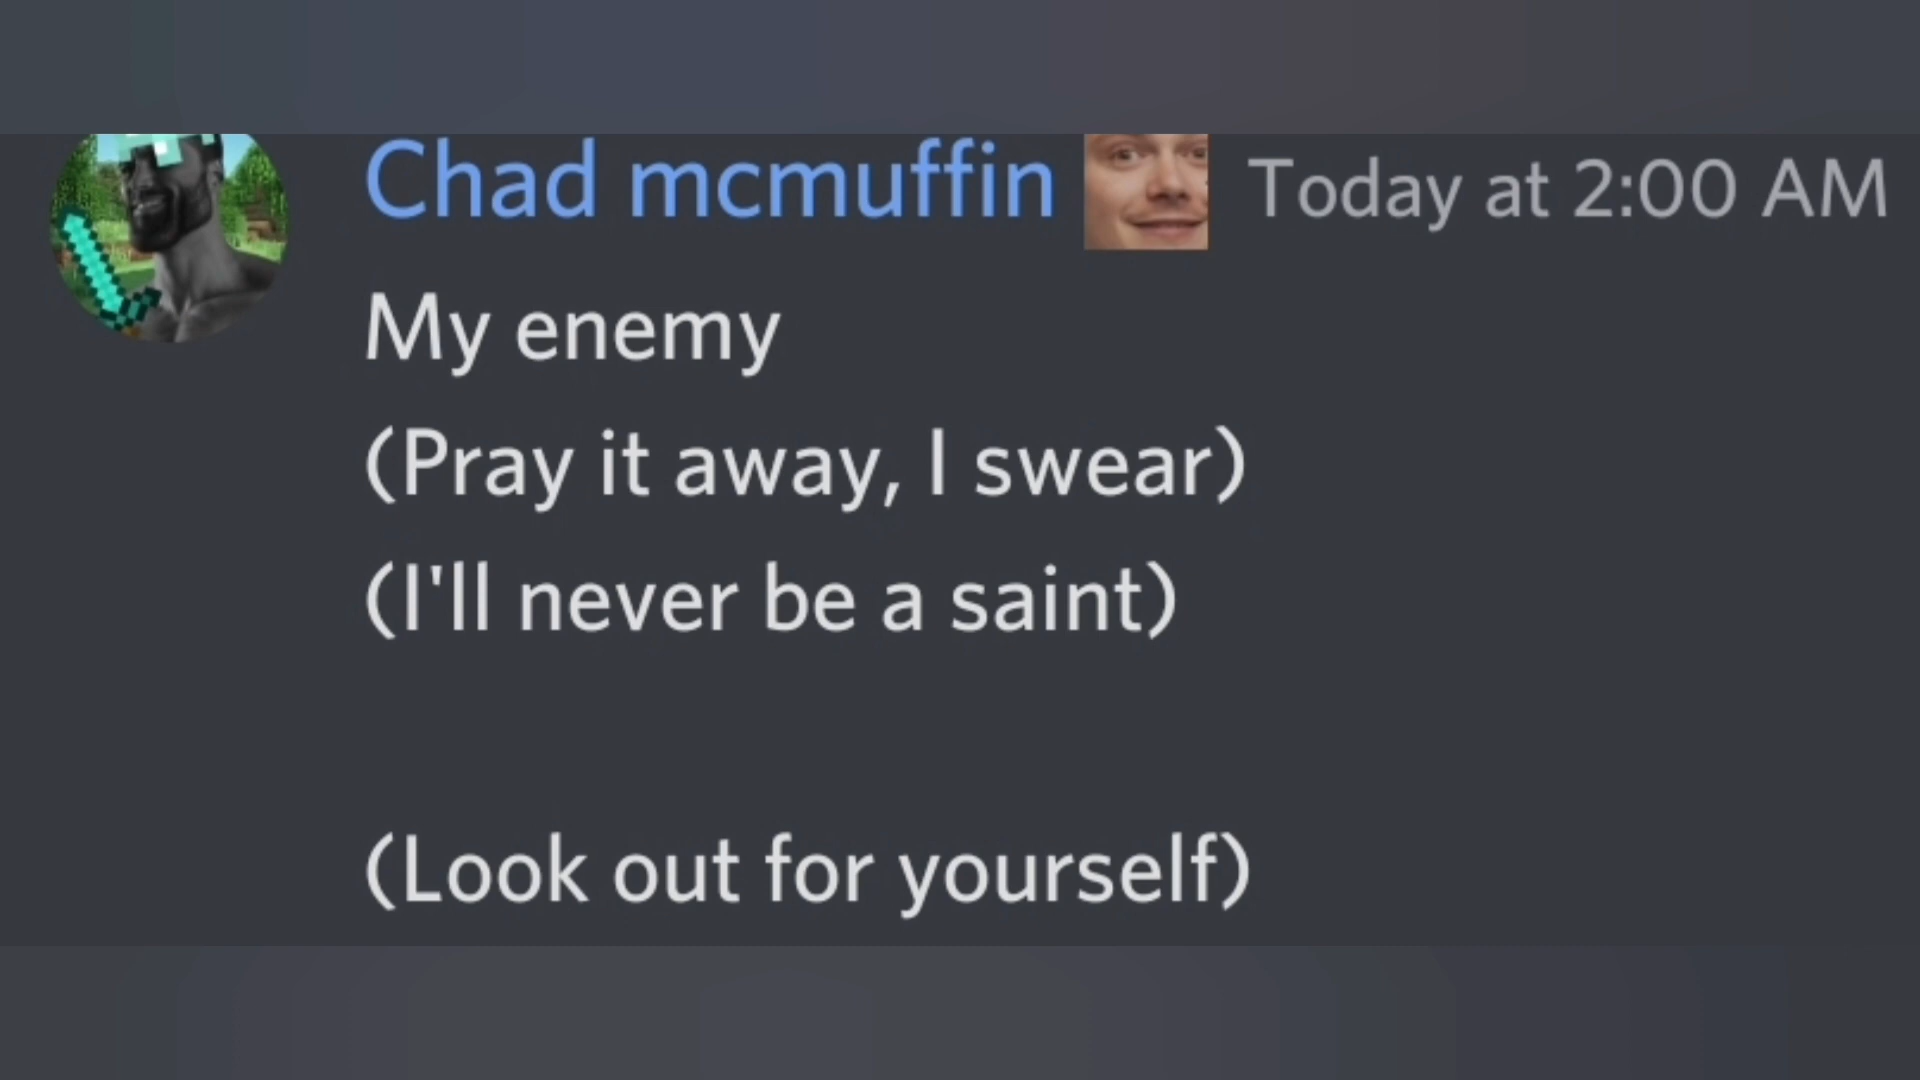 Chad mcmuffin Today at 2:00 AM
My enemy
(Pray it away, I swear)
(I'll never be a saint)
(Look out for yourself)